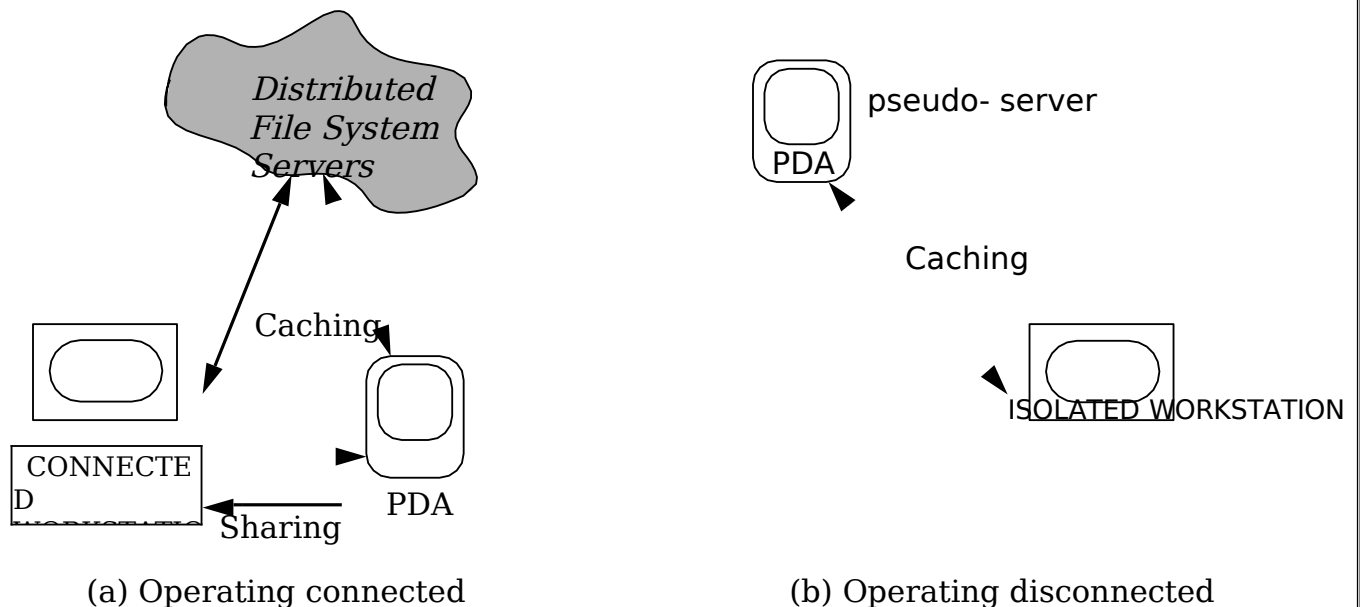 Distributed
File System
Servers
Caching
CONNECTE
D
Sharing
PDA
(a) Operating connected
pseudo- server
PDA
Caching
ISOLATED WORKSTATION
(b) Operating disconnected